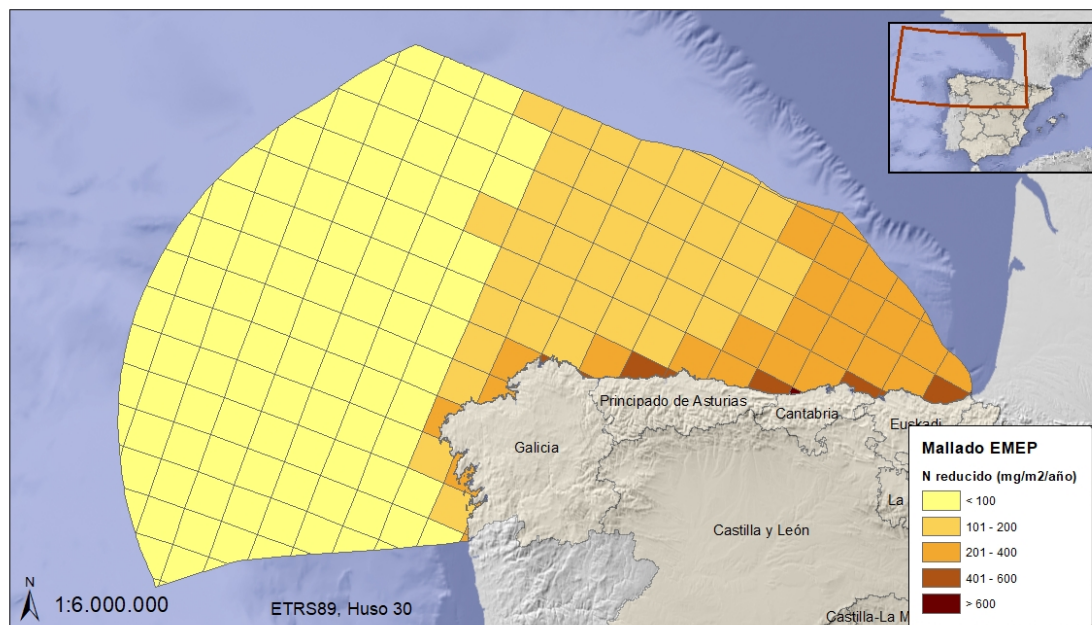 Principado de Asturias
Cantabria
Euskadi
Galicia
La
Castilla y León
Castilla-La M
N
1:6.000.000
ETRS89, Huso 30
Mallado EMEP
N reducido (mg/m2/año)
< 100
101 - 200
201 - 400
401 - 600
> 600